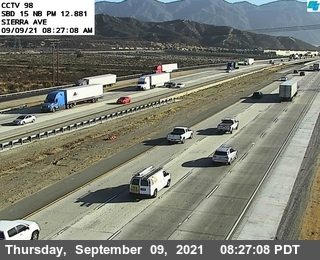 CCTV 98
SBD 15 NB PM 12.881
SIERRA AVE
09/09/21 08:27:08 AM
Thursday, September 09, 2021 08:27:08 PDT